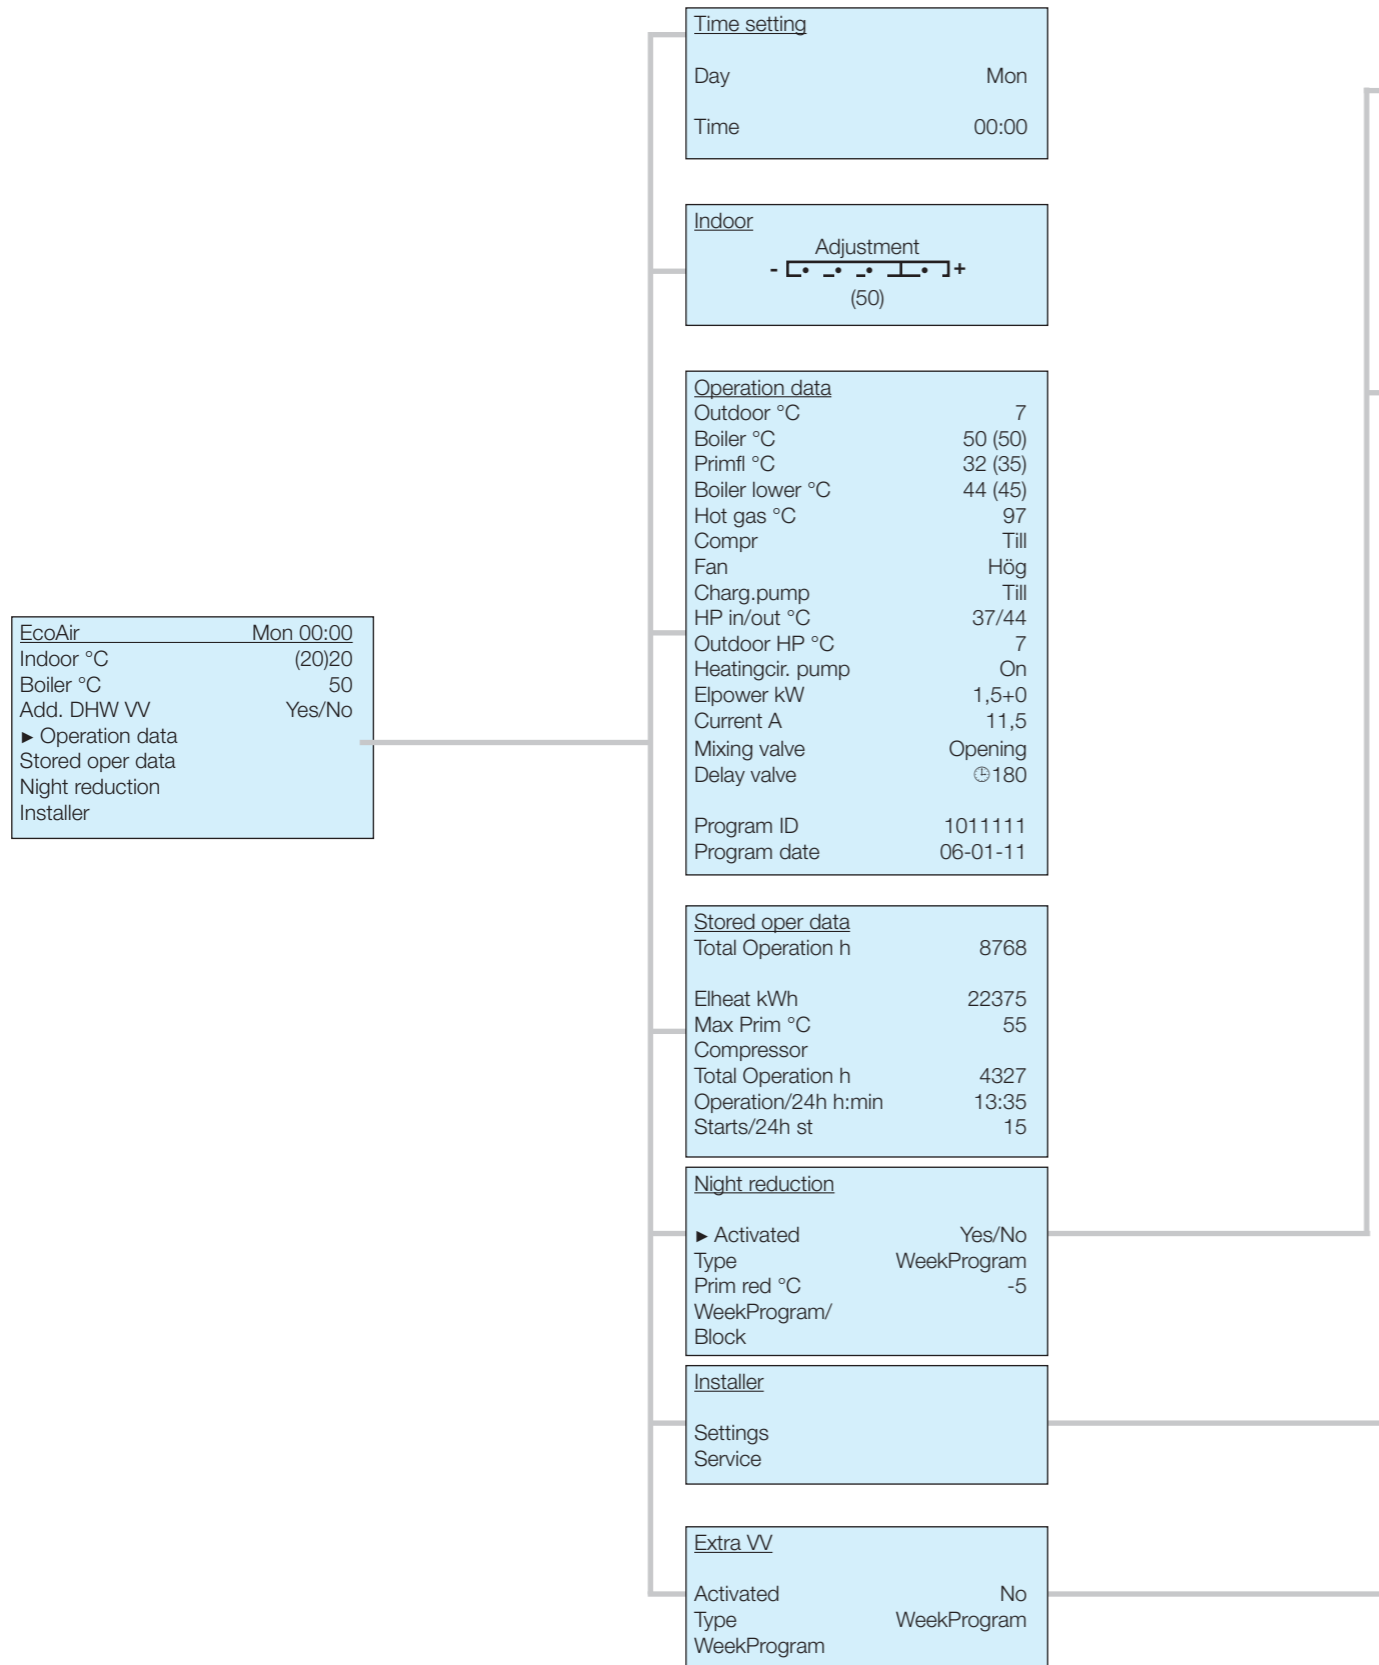 Time setting
Day Mon
Time 00:00
Indoor
Adjustment
- +
(50)
Operation data
Outdoor °C 7
Boiler °C 50 (50)
Primfl °C 32 (35)
Boiler lower °C 44 (45)
Hot gas °C 97
Compr Till
Fan Hög
Charg.pump Till
HP in/out °C 37/44
Outdoor HP °C 7
Heatingcir. pump On
Elpower kW 1,5+0
Current A 11,5
Mixing valve Opening
Delay valve 180
Program ID 1011111
Program date 06-01-11
EcoAir Mon 00:00
Indoor °C (20)20
Boiler °C 50
Add. DHW VV Yes/No
► Operation data
Stored oper data
Night reduction
Installer
Stored oper data
Total Operation h 8768
Elheat kWh 22375
Max Prim °C 55
Compressor
Total Operation h 4327
Operation/24h h:min 13:35
Starts/24h st 15
Night reduction
► Activated Yes/No
Type WeekProgram
Prim red °C -5
WeekProgram/
Block
Installer
Settings
Service
Extra VV
Activated No
Type WeekProgram
WeekProgram